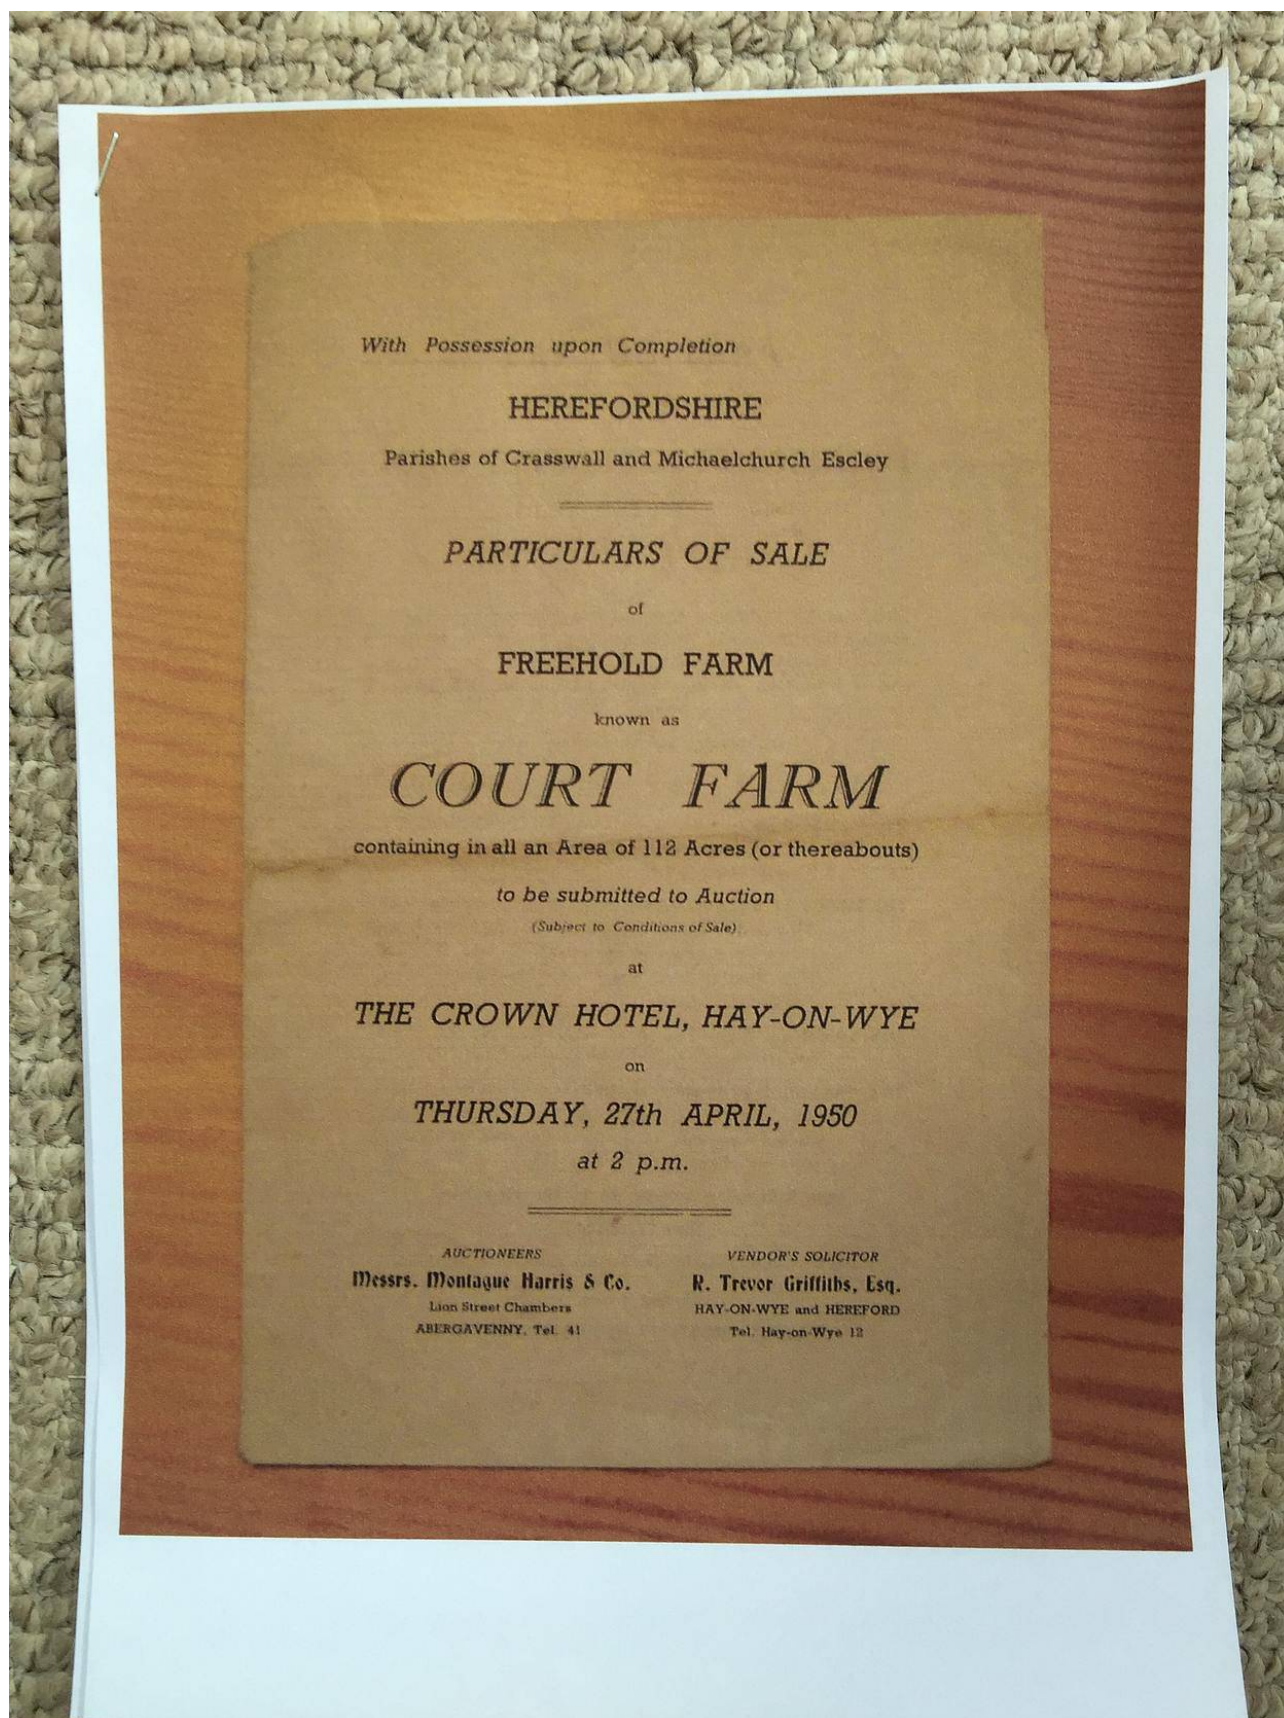 With Possession upon Completion
HEREFORDSHIRE
Parishes of Crasswall and Michaelchurch Escley
PARTICULARS OF SALE
of
FREEHOLD FARM
known as
COURT FARM
containing in all an Area of 112 Acres (or thereabouts)
to be submitted to Auction
(Subject to Conditions of Sale)
at
THE CROWN HOTEL, HAY-ON-WYE
on
THURSDAY, 27th APRIL, 1950
at 2 p.m.
AUCTIONEERS
Messrs. Montague Harris & Co.
Lion Street Chambers
ABERGAVENNY. Tel. 41
VENDOR'S SOLICITOR
R. Trevor Griffiths, Esq.
HAY-ON-WYE and HEREFORD
Tel. Hay-on-Wye 12